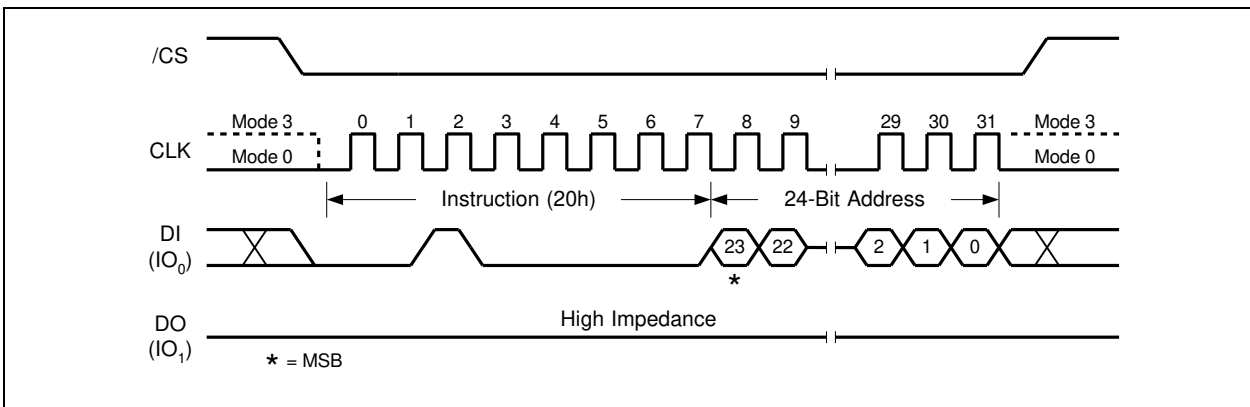 /CS
Mode 3 0 1 2 3 4 5 6 7 8 9 29 30 31 Mode 3
CLK Mode 0 Mode 0
Instruction (20h) 24-Bit Address
DI
(IO₀) 23 22 2 1 0
*
High Impedance
DO
(IO₁)
* = MSB